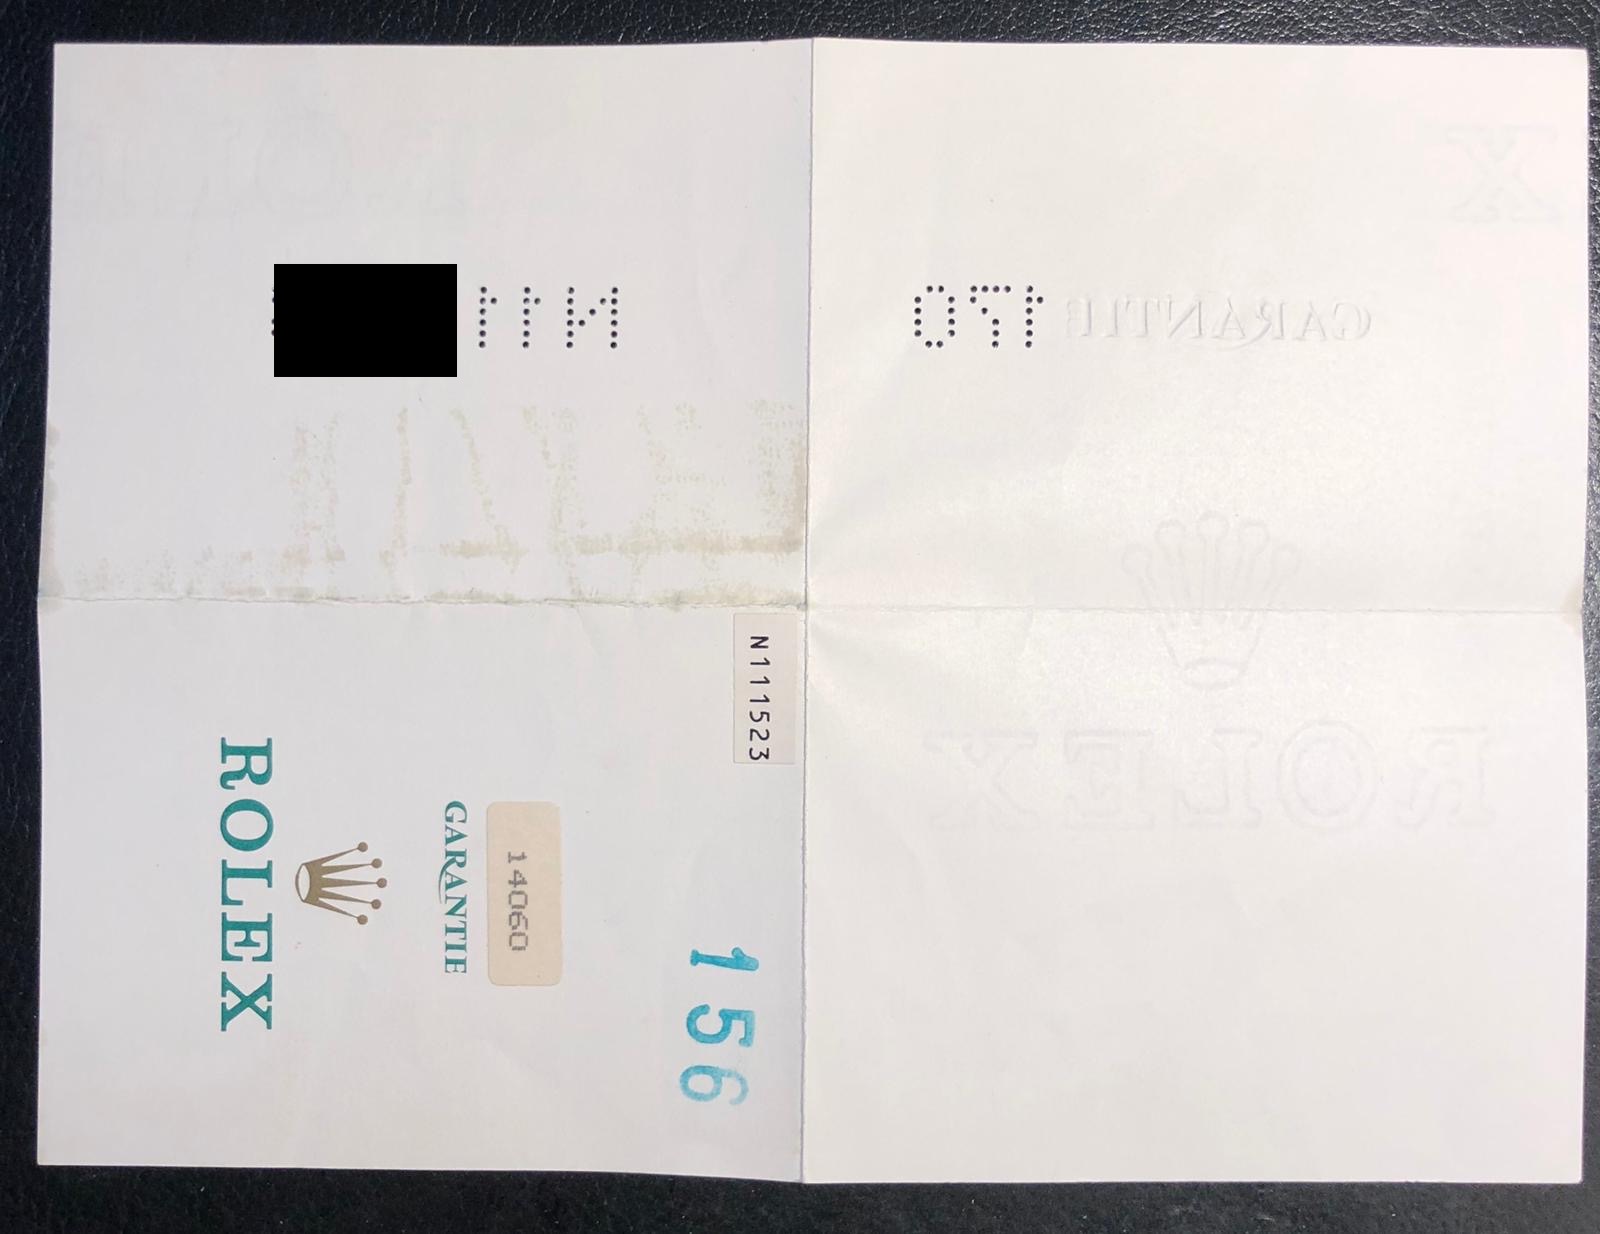 N11
170
GARANTIE
ROLEX
X
N111523
14060
GARANTIE
ROLEX
156